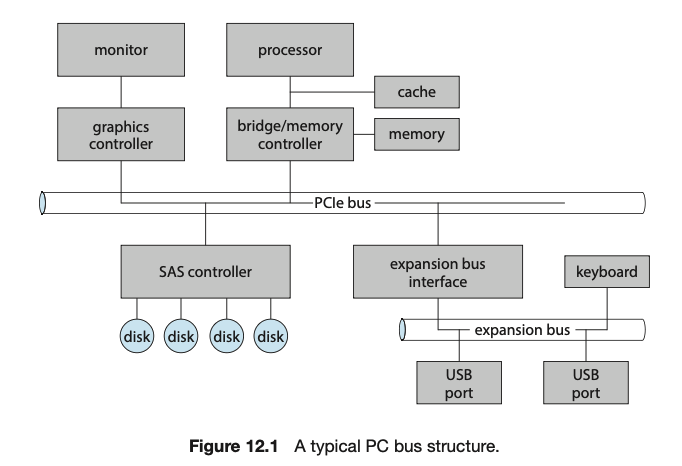 monitor
processor
cache
graphics
controller
bridge/memory
controller
memory
PCIe bus
SAS controller
expansion bus
interface
keyboard
disk
disk
disk
disk
expansion bus
USB
port
USB
port
Figure 12.1 A typical PC bus structure.